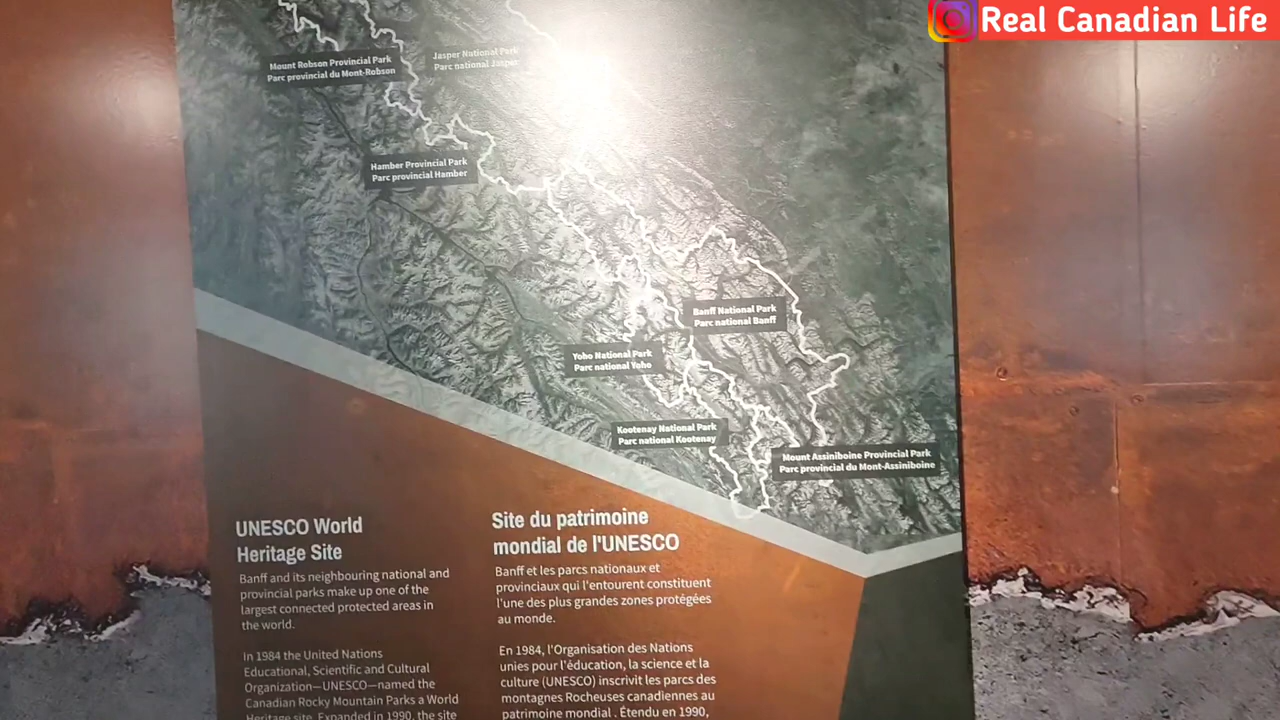 Real Canadian Life
Mount Robson Provincial Park
Parc provincial du Mont-Robson
Jasper National Park
Parc national Jasper
Hamber Provincial Park
Parc provincial Hamber
Banff National Park
Parc national Banff
Yoho National Park
Parc national Yoho
Kootenay National Park
Parc national Kootenay
Mount Assiniboine Provincial Park
Parc provincial du Mont-Assiniboine
UNESCO World
Heritage Site
Banff and its neighbouring national and
provincial parks make up one of the
largest connected protected areas in
the world.
In 1984 the United Nations
Educational, Scientific and Cultural
Organization—UNESCO—named the
Canadian Rocky Mountain Parks a World
Heritage site. Expanded in 1990, the site
Site du patrimoine
mondial de l'UNESCO
Banff et les parcs nationaux et
provinciaux qui l'entourent constituent
l'une des plus grandes zones protégées
au monde.
En 1984, l'Organisation des Nations
unies pour l'éducation, la science et la
culture (UNESCO) inscrivit les parcs des
montagnes Rocheuses canadiennes au
patrimoine mondial . Étendu en 1990,